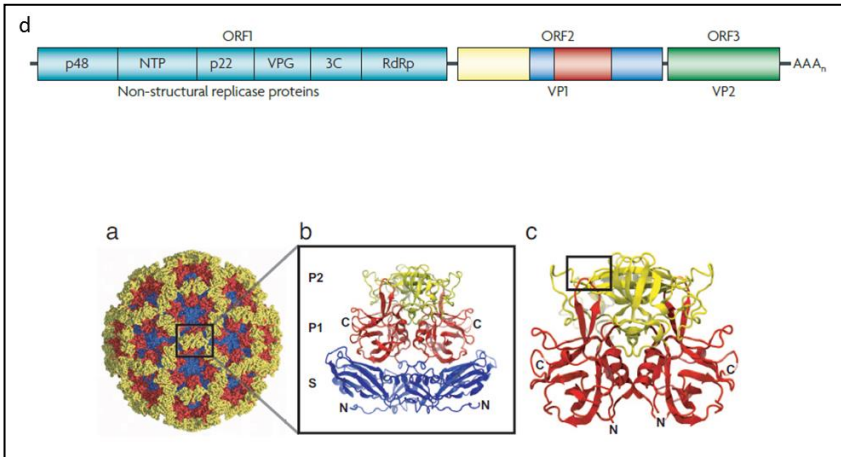 d
ORF1 ORF2 ORF3
p48 NTP p22 VPG 3C RdRp AAAn
Non-structural replicase proteins VP1 VP2
a b c
P2
P1 C C
S
N N
C C
N N